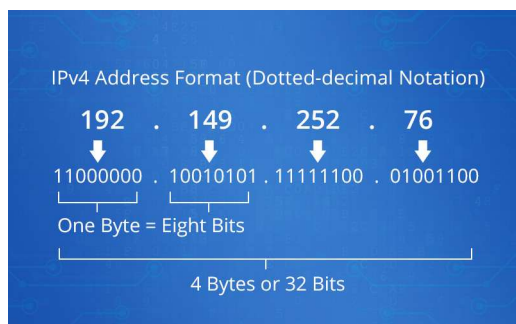 IPv4 Address Format (Dotted-decimal Notation)
192 . 149 . 252 . 76
11000000 . 10010101 . 11111100 . 01001100
One Byte = Eight Bits
4 Bytes or 32 Bits